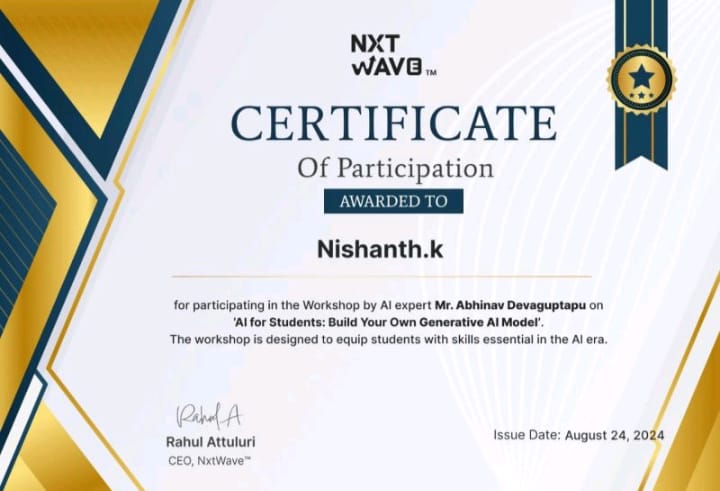 NXT
WAVE™
CERTIFICATE
Of Participation
AWARDED TO
Nishanth.k
for participating in the Workshop by AI expert Mr. Abhinav Devaguptapu on
'AI for Students: Build Your Own Generative AI Model'.
The workshop is designed to equip students with skills essential in the AI era.
Rahul A
Rahul Attuluri
CEO, NxtWave™
Issue Date: August 24, 2024